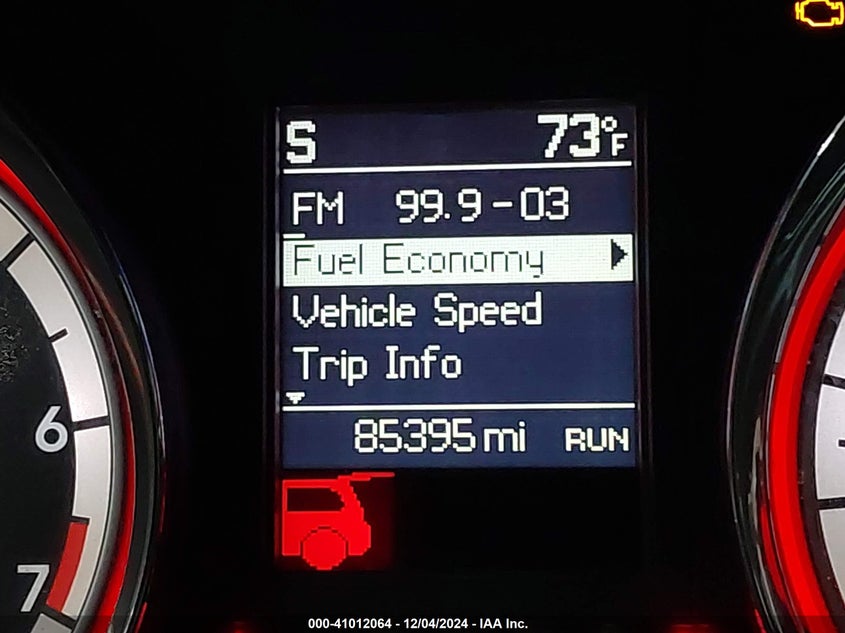 S 73°F
FM 99.9-03
Fuel Economy
Vehicle Speed
Trip Info
85395 mi RUN
6
7
000-41012064 - 12/04/2024 - IAA Inc.